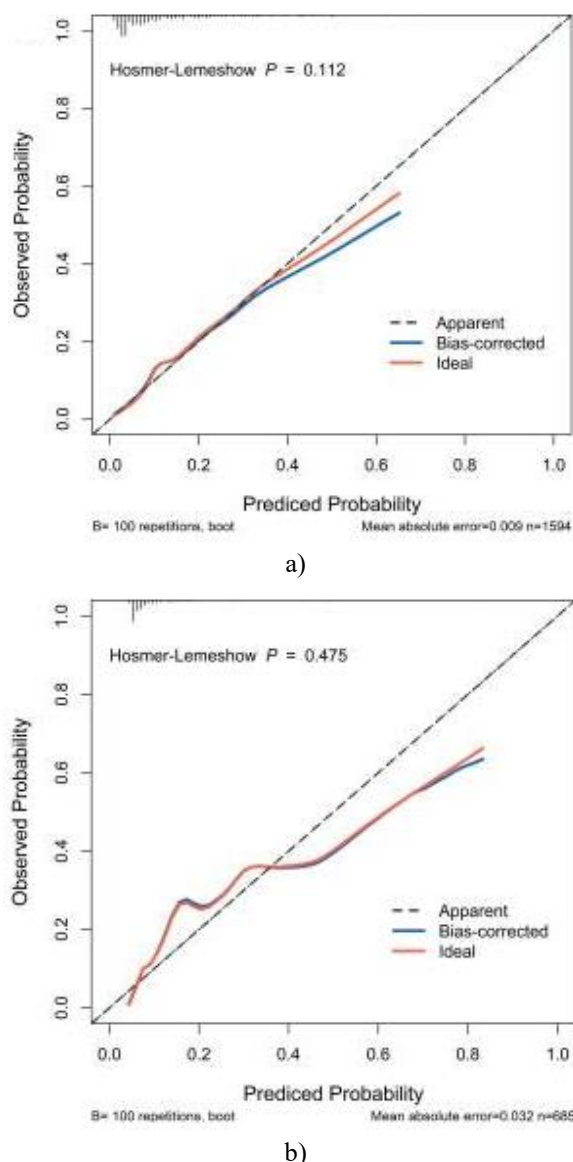 Hosmer-Lemeshow P = 0.112
Observed Probability
0.0 0.2 0.4 0.6 0.8 1.0
Apparent
Bias-corrected
Ideal
0.0 0.2 0.4 0.6 0.8 1.0
Prediced Probability
B= 100 repetitions, boot Mean absolute error=0.009 n=1594
a)
Hosmer-Lemeshow P = 0.475
Observed Probability
0.0 0.2 0.4 0.6 0.8 1.0
Apparent
Bias-corrected
Ideal
0.0 0.2 0.4 0.6 0.8 1.0
Prediced Probability
B= 100 repetitions, boot Mean absolute error=0.032 n=685
b)